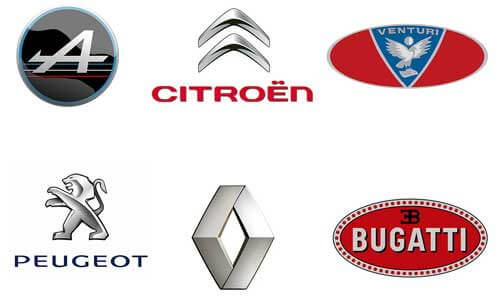 A
CITROËN
VENTURI
PEUGEOT
EB
BUGATTI